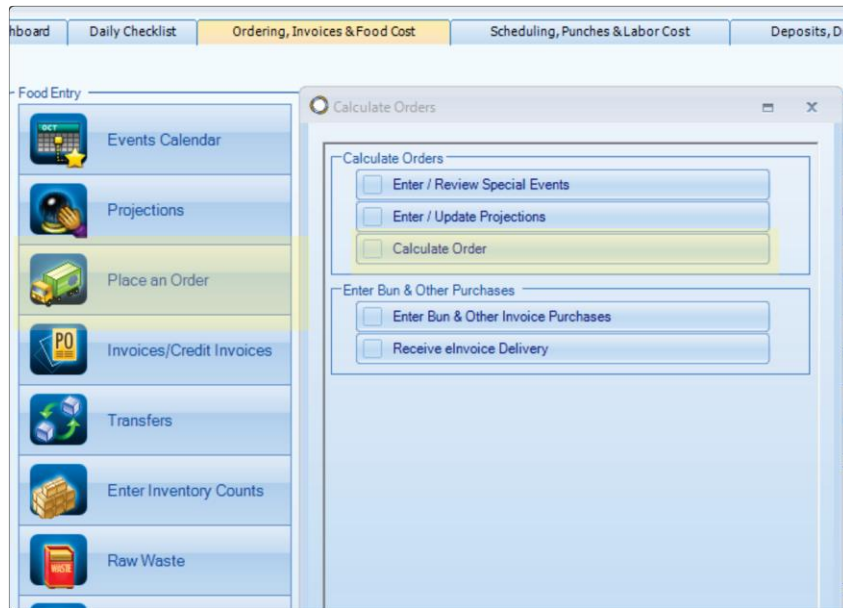 hboard
Daily Checklist
Ordering, Invoices & Food Cost
Scheduling, Punches & Labor Cost
Deposits, D
Food Entry
OCT
Events Calendar
Projections
Place an Order
PO
Invoices/Credit Invoices
Transfers
Enter Inventory Counts
WASTE
Raw Waste
Calculate Orders
Calculate Orders
Enter / Review Special Events
Enter / Update Projections
Calculate Order
Enter Bun & Other Purchases
Enter Bun & Other Invoice Purchases
Receive eInvoice Delivery